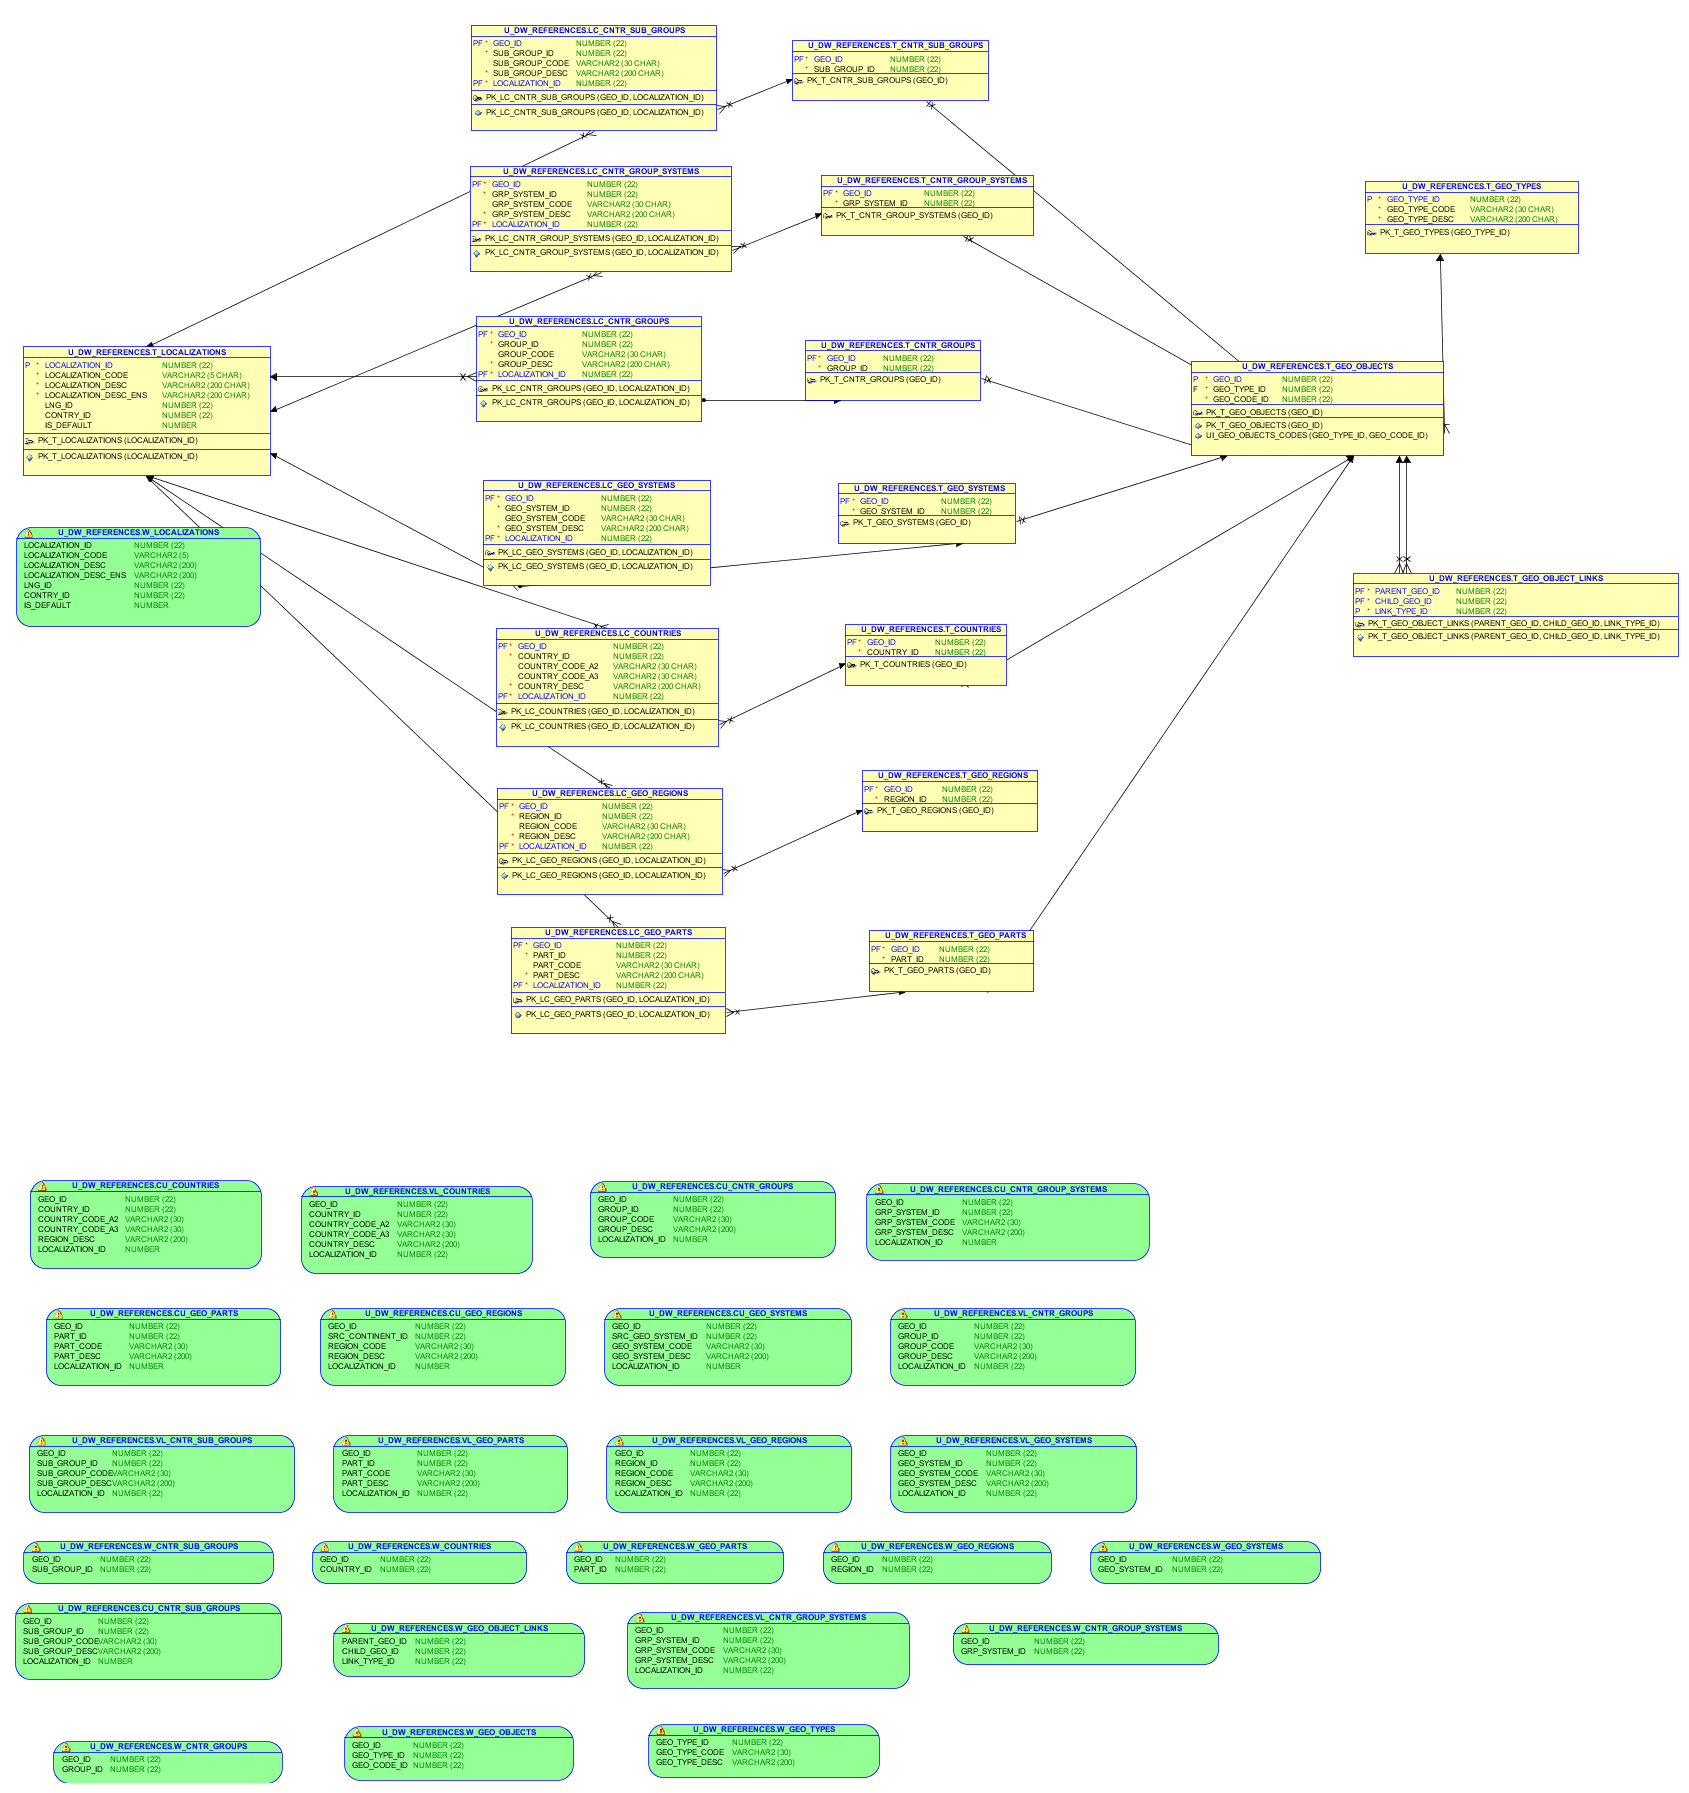 U_DW_REFERENCES.LC_CNTR_SUB_GROUPS
PF * GEO_ID NUMBER (22)
* SUB_GROUP_ID NUMBER (22)
SUB_GROUP_CODE VARCHAR2 (30 CHAR)
* SUB_GROUP_DESC VARCHAR2 (200 CHAR)
PF * LOCALIZATION_ID NUMBER (22)
PK_LC_CNTR_SUB_GROUPS (GEO_ID, LOCALIZATION_ID)
PK_LC_CNTR_SUB_GROUPS (GEO_ID, LOCALIZATION_ID)
U_DW_REFERENCES.T_CNTR_SUB_GROUPS
PF * GEO_ID NUMBER (22)
* SUB_GROUP_ID NUMBER (22)
PK_T_CNTR_SUB_GROUPS (GEO_ID)
U_DW_REFERENCES.LC_CNTR_GROUP_SYSTEMS
PF * GEO_ID NUMBER (22)
* GRP_SYSTEM_ID NUMBER (22)
GRP_SYSTEM_CODE VARCHAR2 (30 CHAR)
* GRP_SYSTEM_DESC VARCHAR2 (200 CHAR)
PF * LOCALIZATION_ID NUMBER (22)
PK_LC_CNTR_GROUP_SYSTEMS (GEO_ID, LOCALIZATION_ID)
PK_LC_CNTR_GROUP_SYSTEMS (GEO_ID, LOCALIZATION_ID)
U_DW_REFERENCES.T_CNTR_GROUP_SYSTEMS
PF * GEO_ID NUMBER (22)
* GRP_SYSTEM_ID NUMBER (22)
PK_T_CNTR_GROUP_SYSTEMS (GEO_ID)
U_DW_REFERENCES.T_GEO_TYPES
P * GEO_TYPE_ID NUMBER (22)
* GEO_TYPE_CODE VARCHAR2 (30 CHAR)
* GEO_TYPE_DESC VARCHAR2 (200 CHAR)
PK_T_GEO_TYPES (GEO_TYPE_ID)
U_DW_REFERENCES.LC_CNTR_GROUPS
PF * GEO_ID NUMBER (22)
* GROUP_ID NUMBER (22)
GROUP_CODE VARCHAR2 (30 CHAR)
* GROUP_DESC VARCHAR2 (200 CHAR)
PF * LOCALIZATION_ID NUMBER (22)
PK_LC_CNTR_GROUPS (GEO_ID, LOCALIZATION_ID)
PK_LC_CNTR_GROUPS (GEO_ID, LOCALIZATION_ID)
U_DW_REFERENCES.T_CNTR_GROUPS
PF * GEO_ID NUMBER (22)
* GROUP_ID NUMBER (22)
PK_T_CNTR_GROUPS (GEO_ID)
U_DW_REFERENCES.T_LOCALIZATIONS
P * LOCALIZATION_ID NUMBER (22)
* LOCALIZATION_CODE VARCHAR2 (5 CHAR)
* LOCALIZATION_DESC VARCHAR2 (200 CHAR)
* LOCALIZATION_DESC_ENS VARCHAR2 (200 CHAR)
LNG_ID NUMBER (22)
CONTRY_ID NUMBER (22)
IS_DEFAULT NUMBER
PK_T_LOCALIZATIONS (LOCALIZATION_ID)
PK_T_LOCALIZATIONS (LOCALIZATION_ID)
U_DW_REFERENCES.T_GEO_OBJECTS
P * GEO_ID NUMBER (22)
F * GEO_TYPE_ID NUMBER (22)
* GEO_CODE_ID NUMBER (22)
PK_T_GEO_OBJECTS (GEO_ID)
PK_T_GEO_OBJECTS (GEO_ID)
UI_GEO_OBJECTS_CODES (GEO_TYPE_ID, GEO_CODE_ID)
U_DW_REFERENCES.LC_GEO_SYSTEMS
PF * GEO_ID NUMBER (22)
* GEO_SYSTEM_ID NUMBER (22)
GEO_SYSTEM_CODE VARCHAR2 (30 CHAR)
* GEO_SYSTEM_DESC VARCHAR2 (200 CHAR)
PF * LOCALIZATION_ID NUMBER (22)
PK_LC_GEO_SYSTEMS (GEO_ID, LOCALIZATION_ID)
PK_LC_GEO_SYSTEMS (GEO_ID, LOCALIZATION_ID)
U_DW_REFERENCES.T_GEO_SYSTEMS
PF * GEO_ID NUMBER (22)
* GEO_SYSTEM_ID NUMBER (22)
PK_T_GEO_SYSTEMS (GEO_ID)
U_DW_REFERENCES.W_LOCALIZATIONS
LOCALIZATION_ID NUMBER (22)
LOCALIZATION_CODE VARCHAR2 (5)
LOCALIZATION_DESC VARCHAR2 (200)
LOCALIZATION_DESC_ENS VARCHAR2 (200)
LNG_ID NUMBER (22)
CONTRY_ID NUMBER (22)
IS_DEFAULT NUMBER
U_DW_REFERENCES.T_GEO_OBJECT_LINKS
PF * PARENT_GEO_ID NUMBER (22)
PF * CHILD_GEO_ID NUMBER (22)
P * LINK_TYPE_ID NUMBER (22)
PK_T_GEO_OBJECT_LINKS (PARENT_GEO_ID, CHILD_GEO_ID, LINK_TYPE_ID)
PK_T_GEO_OBJECT_LINKS (PARENT_GEO_ID, CHILD_GEO_ID, LINK_TYPE_ID)
U_DW_REFERENCES.LC_COUNTRIES
PF * GEO_ID NUMBER (22)
* COUNTRY_ID NUMBER (22)
COUNTRY_CODE_A2 VARCHAR2 (30 CHAR)
COUNTRY_CODE_A3 VARCHAR2 (30 CHAR)
* COUNTRY_DESC VARCHAR2 (200 CHAR)
PF * LOCALIZATION_ID NUMBER (22)
PK_LC_COUNTRIES (GEO_ID, LOCALIZATION_ID)
PK_LC_COUNTRIES (GEO_ID, LOCALIZATION_ID)
U_DW_REFERENCES.T_COUNTRIES
PF * GEO_ID NUMBER (22)
* COUNTRY_ID NUMBER (22)
PK_T_COUNTRIES (GEO_ID)
U_DW_REFERENCES.LC_GEO_REGIONS
PF * GEO_ID NUMBER (22)
* REGION_ID NUMBER (22)
REGION_CODE VARCHAR2 (30 CHAR)
* REGION_DESC VARCHAR2 (200 CHAR)
PF * LOCALIZATION_ID NUMBER (22)
PK_LC_GEO_REGIONS (GEO_ID, LOCALIZATION_ID)
PK_LC_GEO_REGIONS (GEO_ID, LOCALIZATION_ID)
U_DW_REFERENCES.T_GEO_REGIONS
PF * GEO_ID NUMBER (22)
* REGION_ID NUMBER (22)
PK_T_GEO_REGIONS (GEO_ID)
U_DW_REFERENCES.LC_GEO_PARTS
PF * GEO_ID NUMBER (22)
* PART_ID NUMBER (22)
PART_CODE VARCHAR2 (30 CHAR)
* PART_DESC VARCHAR2 (200 CHAR)
PF * LOCALIZATION_ID NUMBER (22)
PK_LC_GEO_PARTS (GEO_ID, LOCALIZATION_ID)
PK_LC_GEO_PARTS (GEO_ID, LOCALIZATION_ID)
U_DW_REFERENCES.T_GEO_PARTS
PF * GEO_ID NUMBER (22)
* PART_ID NUMBER (22)
PK_T_GEO_PARTS (GEO_ID)
U_DW_REFERENCES.CU_COUNTRIES
GEO_ID NUMBER (22)
COUNTRY_ID NUMBER (22)
COUNTRY_CODE_A2 VARCHAR2 (30)
COUNTRY_CODE_A3 VARCHAR2 (30)
REGION_DESC VARCHAR2 (200)
LOCALIZATION_ID NUMBER
U_DW_REFERENCES.VL_COUNTRIES
GEO_ID NUMBER (22)
COUNTRY_ID NUMBER (22)
COUNTRY_CODE_A2 VARCHAR2 (30)
COUNTRY_CODE_A3 VARCHAR2 (30)
COUNTRY_DESC VARCHAR2 (200)
LOCALIZATION_ID NUMBER (22)
U_DW_REFERENCES.CU_CNTR_GROUPS
GEO_ID NUMBER (22)
GROUP_ID NUMBER (22)
GROUP_CODE VARCHAR2 (30)
GROUP_DESC VARCHAR2 (200)
LOCALIZATION_ID NUMBER
U_DW_REFERENCES.CU_CNTR_GROUP_SYSTEMS
GEO_ID NUMBER (22)
GRP_SYSTEM_ID NUMBER (22)
GRP_SYSTEM_CODE VARCHAR2 (30)
GRP_SYSTEM_DESC VARCHAR2 (200)
LOCALIZATION_ID NUMBER
U_DW_REFERENCES.CU_GEO_PARTS
GEO_ID NUMBER (22)
PART_ID NUMBER (22)
PART_CODE VARCHAR2 (30)
PART_DESC VARCHAR2 (200)
LOCALIZATION_ID NUMBER
U_DW_REFERENCES.CU_GEO_REGIONS
GEO_ID NUMBER (22)
SRC_CONTINENT_ID NUMBER (22)
REGION_CODE VARCHAR2 (30)
REGION_DESC VARCHAR2 (200)
LOCALIZATION_ID NUMBER
U_DW_REFERENCES.CU_GEO_SYSTEMS
GEO_ID NUMBER (22)
SRC_GEO_SYSTEM_ID NUMBER (22)
GEO_SYSTEM_CODE VARCHAR2 (30)
GEO_SYSTEM_DESC VARCHAR2 (200)
LOCALIZATION_ID NUMBER
U_DW_REFERENCES.VL_CNTR_GROUPS
GEO_ID NUMBER (22)
GROUP_ID NUMBER (22)
GROUP_CODE VARCHAR2 (30)
GROUP_DESC VARCHAR2 (200)
LOCALIZATION_ID NUMBER (22)
U_DW_REFERENCES.VL_CNTR_SUB_GROUPS
GEO_ID NUMBER (22)
SUB_GROUP_ID NUMBER (22)
SUB_GROUP_CODE VARCHAR2 (30)
SUB_GROUP_DESC VARCHAR2 (200)
LOCALIZATION_ID NUMBER (22)
U_DW_REFERENCES.VL_GEO_PARTS
GEO_ID NUMBER (22)
PART_ID NUMBER (22)
PART_CODE VARCHAR2 (30)
PART_DESC VARCHAR2 (200)
LOCALIZATION_ID NUMBER (22)
U_DW_REFERENCES.VL_GEO_REGIONS
GEO_ID NUMBER (22)
REGION_ID NUMBER (22)
REGION_CODE VARCHAR2 (30)
REGION_DESC VARCHAR2 (200)
LOCALIZATION_ID NUMBER (22)
U_DW_REFERENCES.VL_GEO_SYSTEMS
GEO_ID NUMBER (22)
GEO_SYSTEM_ID NUMBER (22)
GEO_SYSTEM_CODE VARCHAR2 (30)
GEO_SYSTEM_DESC VARCHAR2 (200)
LOCALIZATION_ID NUMBER (22)
U_DW_REFERENCES.W_CNTR_SUB_GROUPS
GEO_ID NUMBER (22)
SUB_GROUP_ID NUMBER (22)
U_DW_REFERENCES.W_COUNTRIES
GEO_ID NUMBER (22)
COUNTRY_ID NUMBER (22)
U_DW_REFERENCES.W_GEO_PARTS
GEO_ID NUMBER (22)
PART_ID NUMBER (22)
U_DW_REFERENCES.W_GEO_REGIONS
GEO_ID NUMBER (22)
REGION_ID NUMBER (22)
U_DW_REFERENCES.W_GEO_SYSTEMS
GEO_ID NUMBER (22)
GEO_SYSTEM_ID NUMBER (22)
U_DW_REFERENCES.CU_CNTR_SUB_GROUPS
GEO_ID NUMBER (22)
SUB_GROUP_ID NUMBER (22)
SUB_GROUP_CODE VARCHAR2 (30)
SUB_GROUP_DESC VARCHAR2 (200)
LOCALIZATION_ID NUMBER
U_DW_REFERENCES.W_GEO_OBJECT_LINKS
PARENT_GEO_ID NUMBER (22)
CHILD_GEO_ID NUMBER (22)
LINK_TYPE_ID NUMBER (22)
U_DW_REFERENCES.VL_CNTR_GROUP_SYSTEMS
GEO_ID NUMBER (22)
GRP_SYSTEM_ID NUMBER (22)
GRP_SYSTEM_CODE VARCHAR2 (30)
GRP_SYSTEM_DESC VARCHAR2 (200)
LOCALIZATION_ID NUMBER (22)
U_DW_REFERENCES.W_CNTR_GROUP_SYSTEMS
GEO_ID NUMBER (22)
GRP_SYSTEM_ID NUMBER (22)
U_DW_REFERENCES.W_CNTR_GROUPS
GEO_ID NUMBER (22)
GROUP_ID NUMBER (22)
U_DW_REFERENCES.W_GEO_OBJECTS
GEO_ID NUMBER (22)
GEO_TYPE_ID NUMBER (22)
GEO_CODE_ID NUMBER (22)
U_DW_REFERENCES.W_GEO_TYPES
GEO_TYPE_ID NUMBER (22)
GEO_TYPE_CODE VARCHAR2 (30)
GEO_TYPE_DESC VARCHAR2 (200)